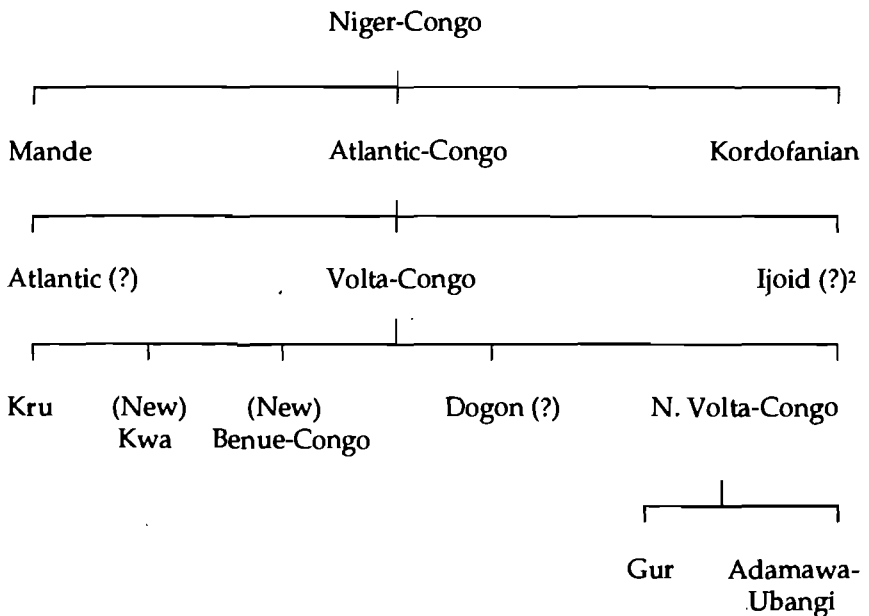 Niger-Congo
Mande Atlantic-Congo Kordofanian
Atlantic (?) Volta-Congo Ijoid (?)²
Kru (New) (New) Dogon (?) N. Volta-Congo
Kwa Benue-Congo
Gur Adamawa-
Ubangi